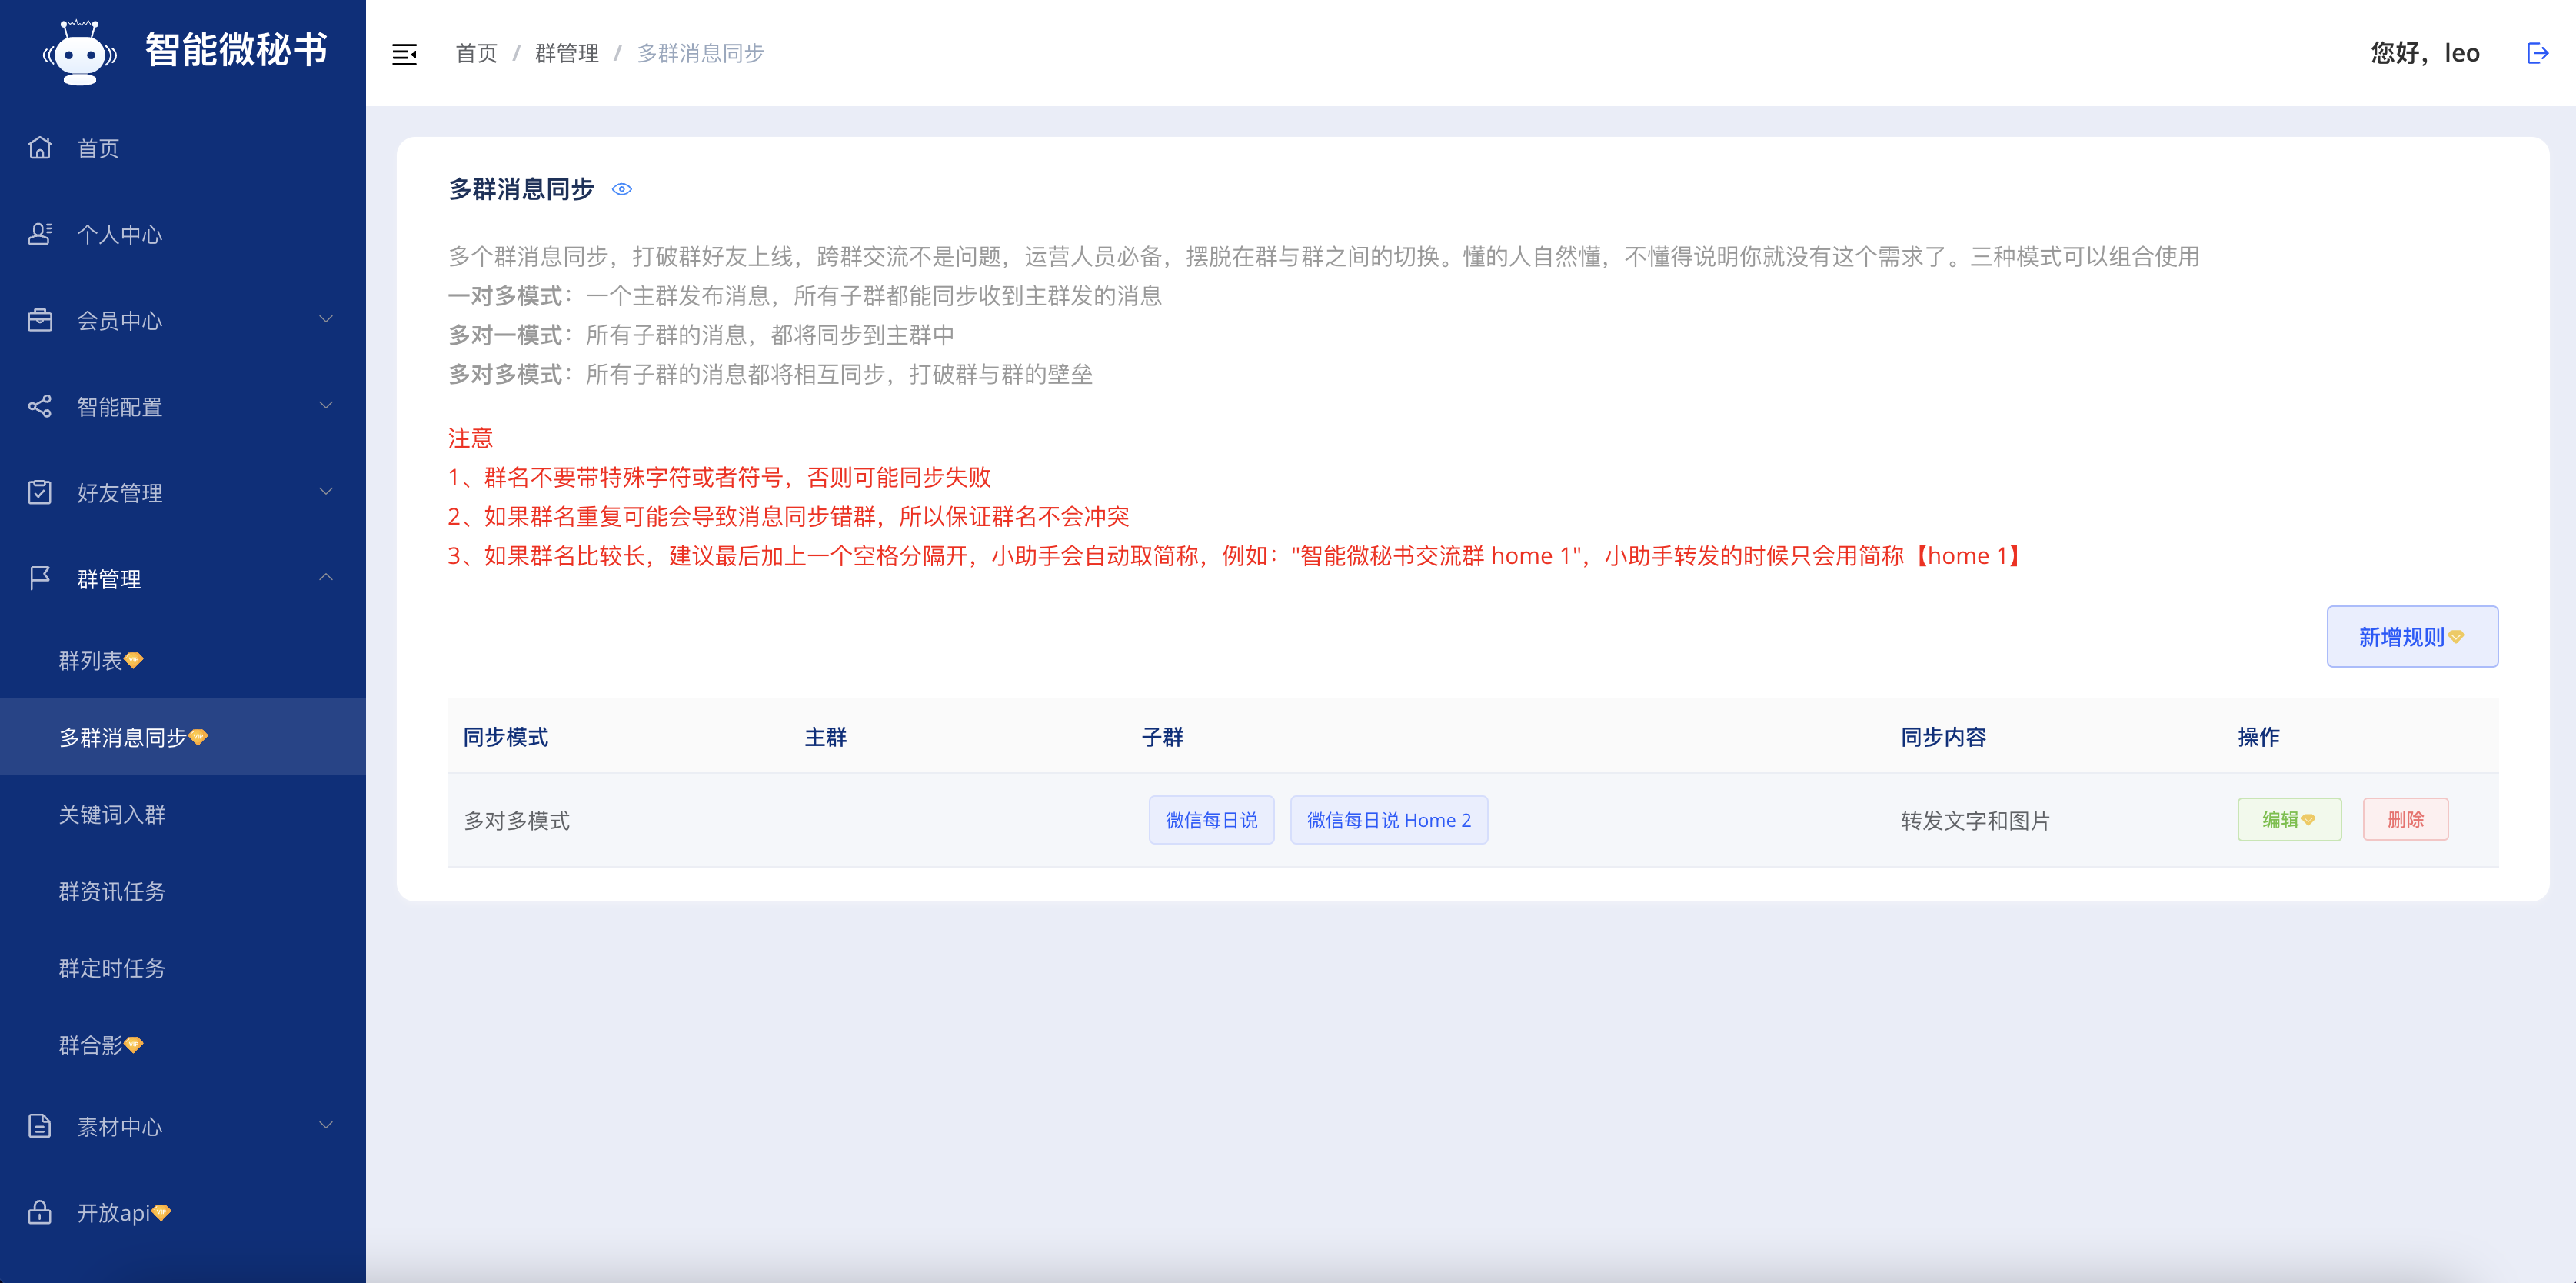 智能微秘书
首页 / 群管理 / 多群消息同步
您好，leo
首页
个人中心
会员中心
智能配置
好友管理
群管理
群列表
多群消息同步
关键词入群
群资讯任务
群定时任务
群合影
素材中心
开放api
多群消息同步
多个群消息同步，打破群好友上线，跨群交流不是问题，运营人员必备，摆脱在群与群之间的切换。懂的人自然懂，不懂得说明你就没有这个需求了。三种模式可以组合使用
一对多模式：一个主群发布消息，所有子群都能同步收到主群发的消息
多对一模式：所有子群的消息，都将同步到主群中
多对多模式：所有子群的消息都将相互同步，打破群与群的壁垒
注意
1、群名不要带特殊字符或者符号，否则可能同步失败
2、如果群名重复可能会导致消息同步错群，所以保证群名不会冲突
3、如果群名比较长，建议最后加上一个空格分隔开，小助手会自动取简称，例如："智能微秘书交流群 home 1"，小助手转发的时候只会用简称【home 1】
新增规则
同步模式 主群 子群 同步内容 操作
多对多模式 微信每日说 微信每日说 Home 2 转发文字和图片 编辑 删除